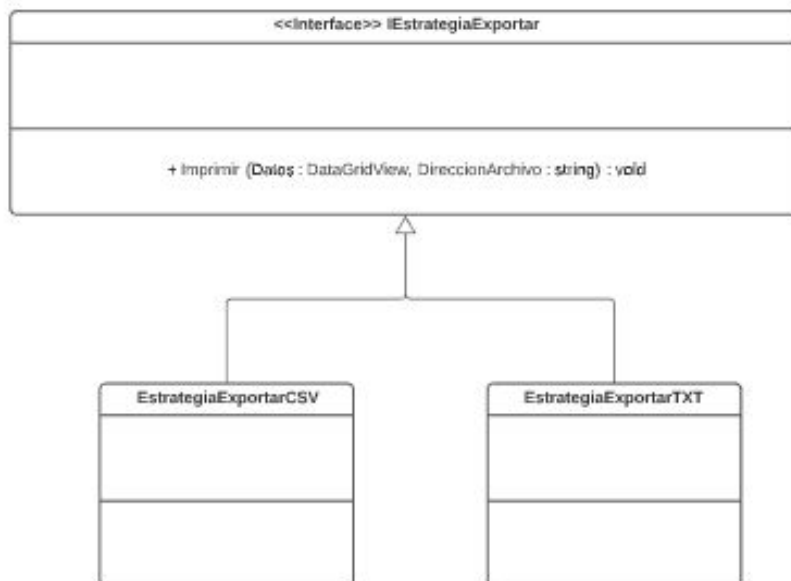 <<Interface>> IEstrategiaExportar
+ Imprimir (Datos : DataGridView, DireccionArchivo : string) : void
EstrategiaExportarCSV
EstrategiaExportarTXT